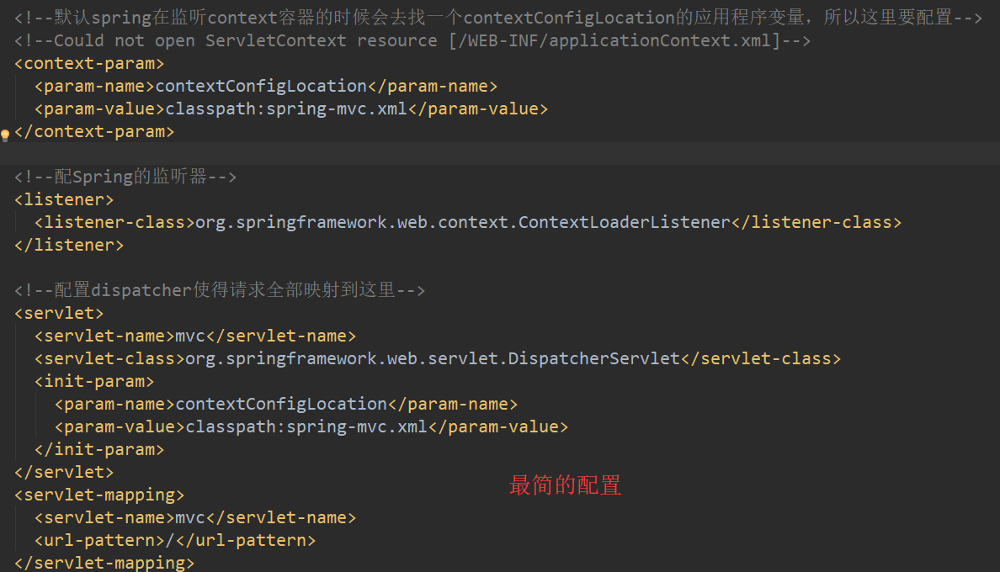 <!--默认spring在监听context容器的时候会去找一个contextConfigLocation的应用程序变量，所以这里要配置-->
<!--Could not open ServletContext resource [/WEB-INF/applicationContext.xml]-->
<context-param>
<param-name>contextConfigLocation</param-name>
<param-value>classpath:spring-mvc.xml</param-value>
</context-param>
<!--配Spring的监听器-->
<listener>
<listener-class>org.springframework.web.context.ContextLoaderListener</listener-class>
</listener>
<!--配置dispatcher使得请求全部映射到这里-->
<servlet>
<servlet-name>mvc</servlet-name>
<servlet-class>org.springframework.web.servlet.DispatcherServlet</servlet-class>
<init-param>
<param-name>contextConfigLocation</param-name>
<param-value>classpath:spring-mvc.xml</param-value>
</init-param>
</servlet>
最简的配置
<servlet-mapping>
<servlet-name>mvc</servlet-name>
<url-pattern>/</url-pattern>
</servlet-mapping>